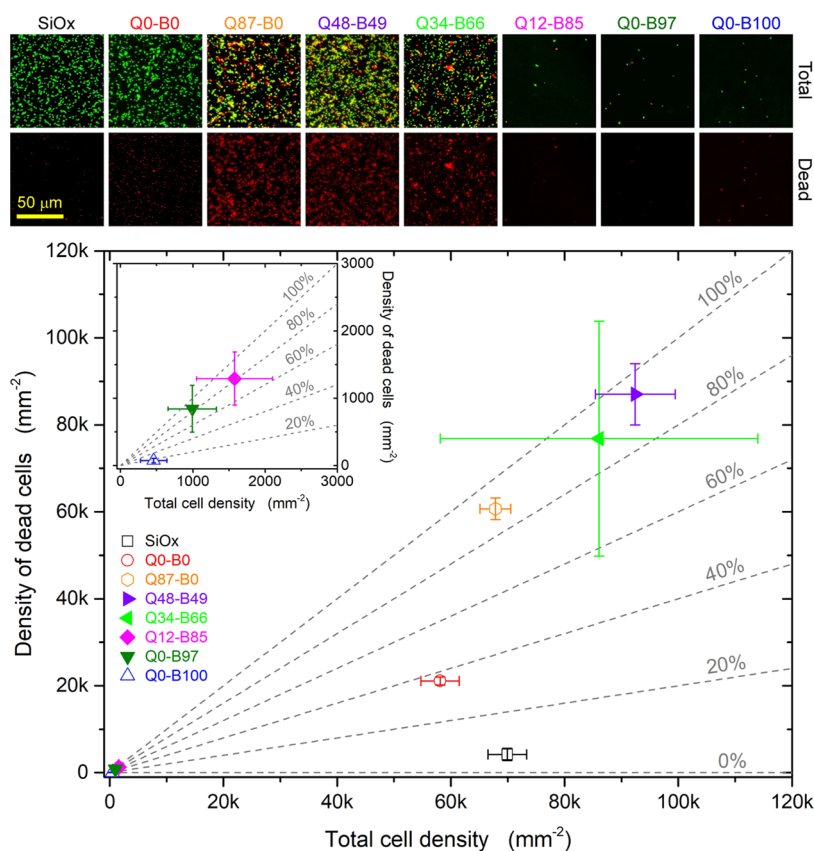 SiOx Q0-B0 Q87-B0 Q48-B49 Q34-B66 Q12-B85 Q0-B97 Q0-B100
Total
Dead
50 μm
120k
100k
80k
60k
40k
20k
0
Density of dead cells (mm⁻²)
0 20k 40k 60k 80k 100k 120k
Total cell density (mm⁻²)
100%
80%
60%
40%
20%
0%
3000
2000
1000
0
Density of dead cells (mm⁻²)
100%
80%
60%
40%
20%
0 1000 2000 3000
Total cell density (mm⁻²)
SiOx
Q0-B0
Q87-B0
Q48-B49
Q34-B66
Q12-B85
Q0-B97
Q0-B100